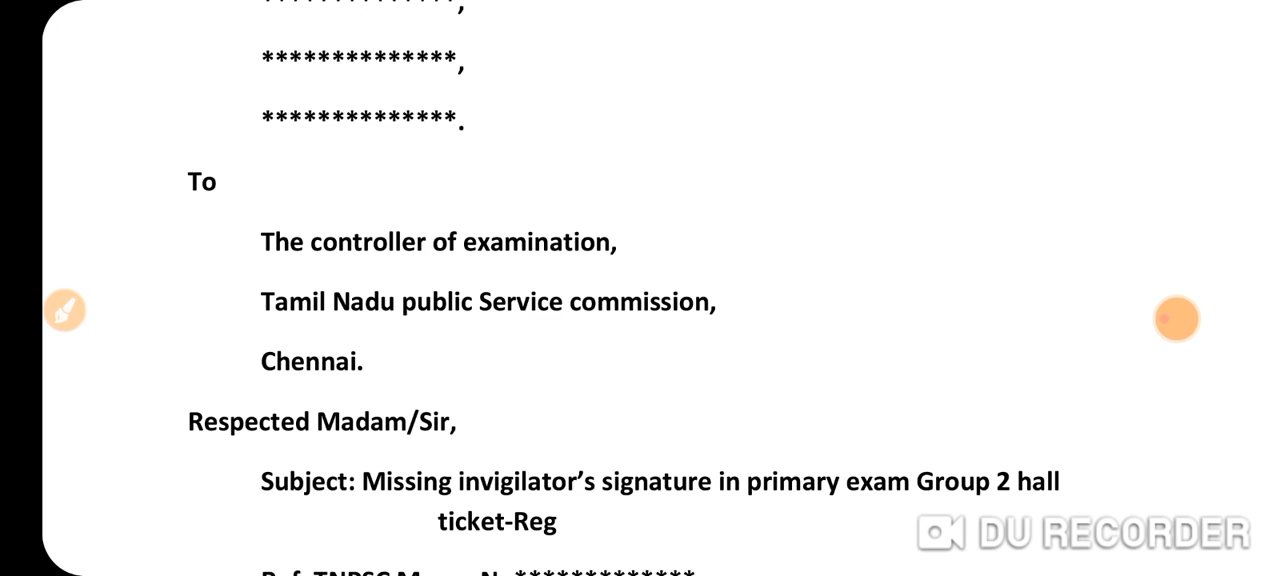 **************,
**************.
To
The controller of examination,
Tamil Nadu public Service commission,
Chennai.
Respected Madam/Sir,
Subject: Missing invigilator's signature in primary exam Group 2 hall
ticket-Reg
DU RECORDER